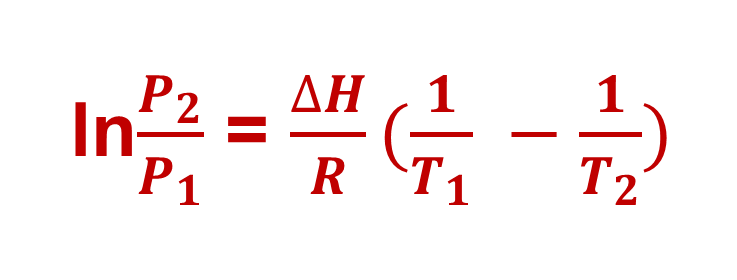 ln P₂/P₁ = ΔH/R (1/T₁ − 1/T₂)